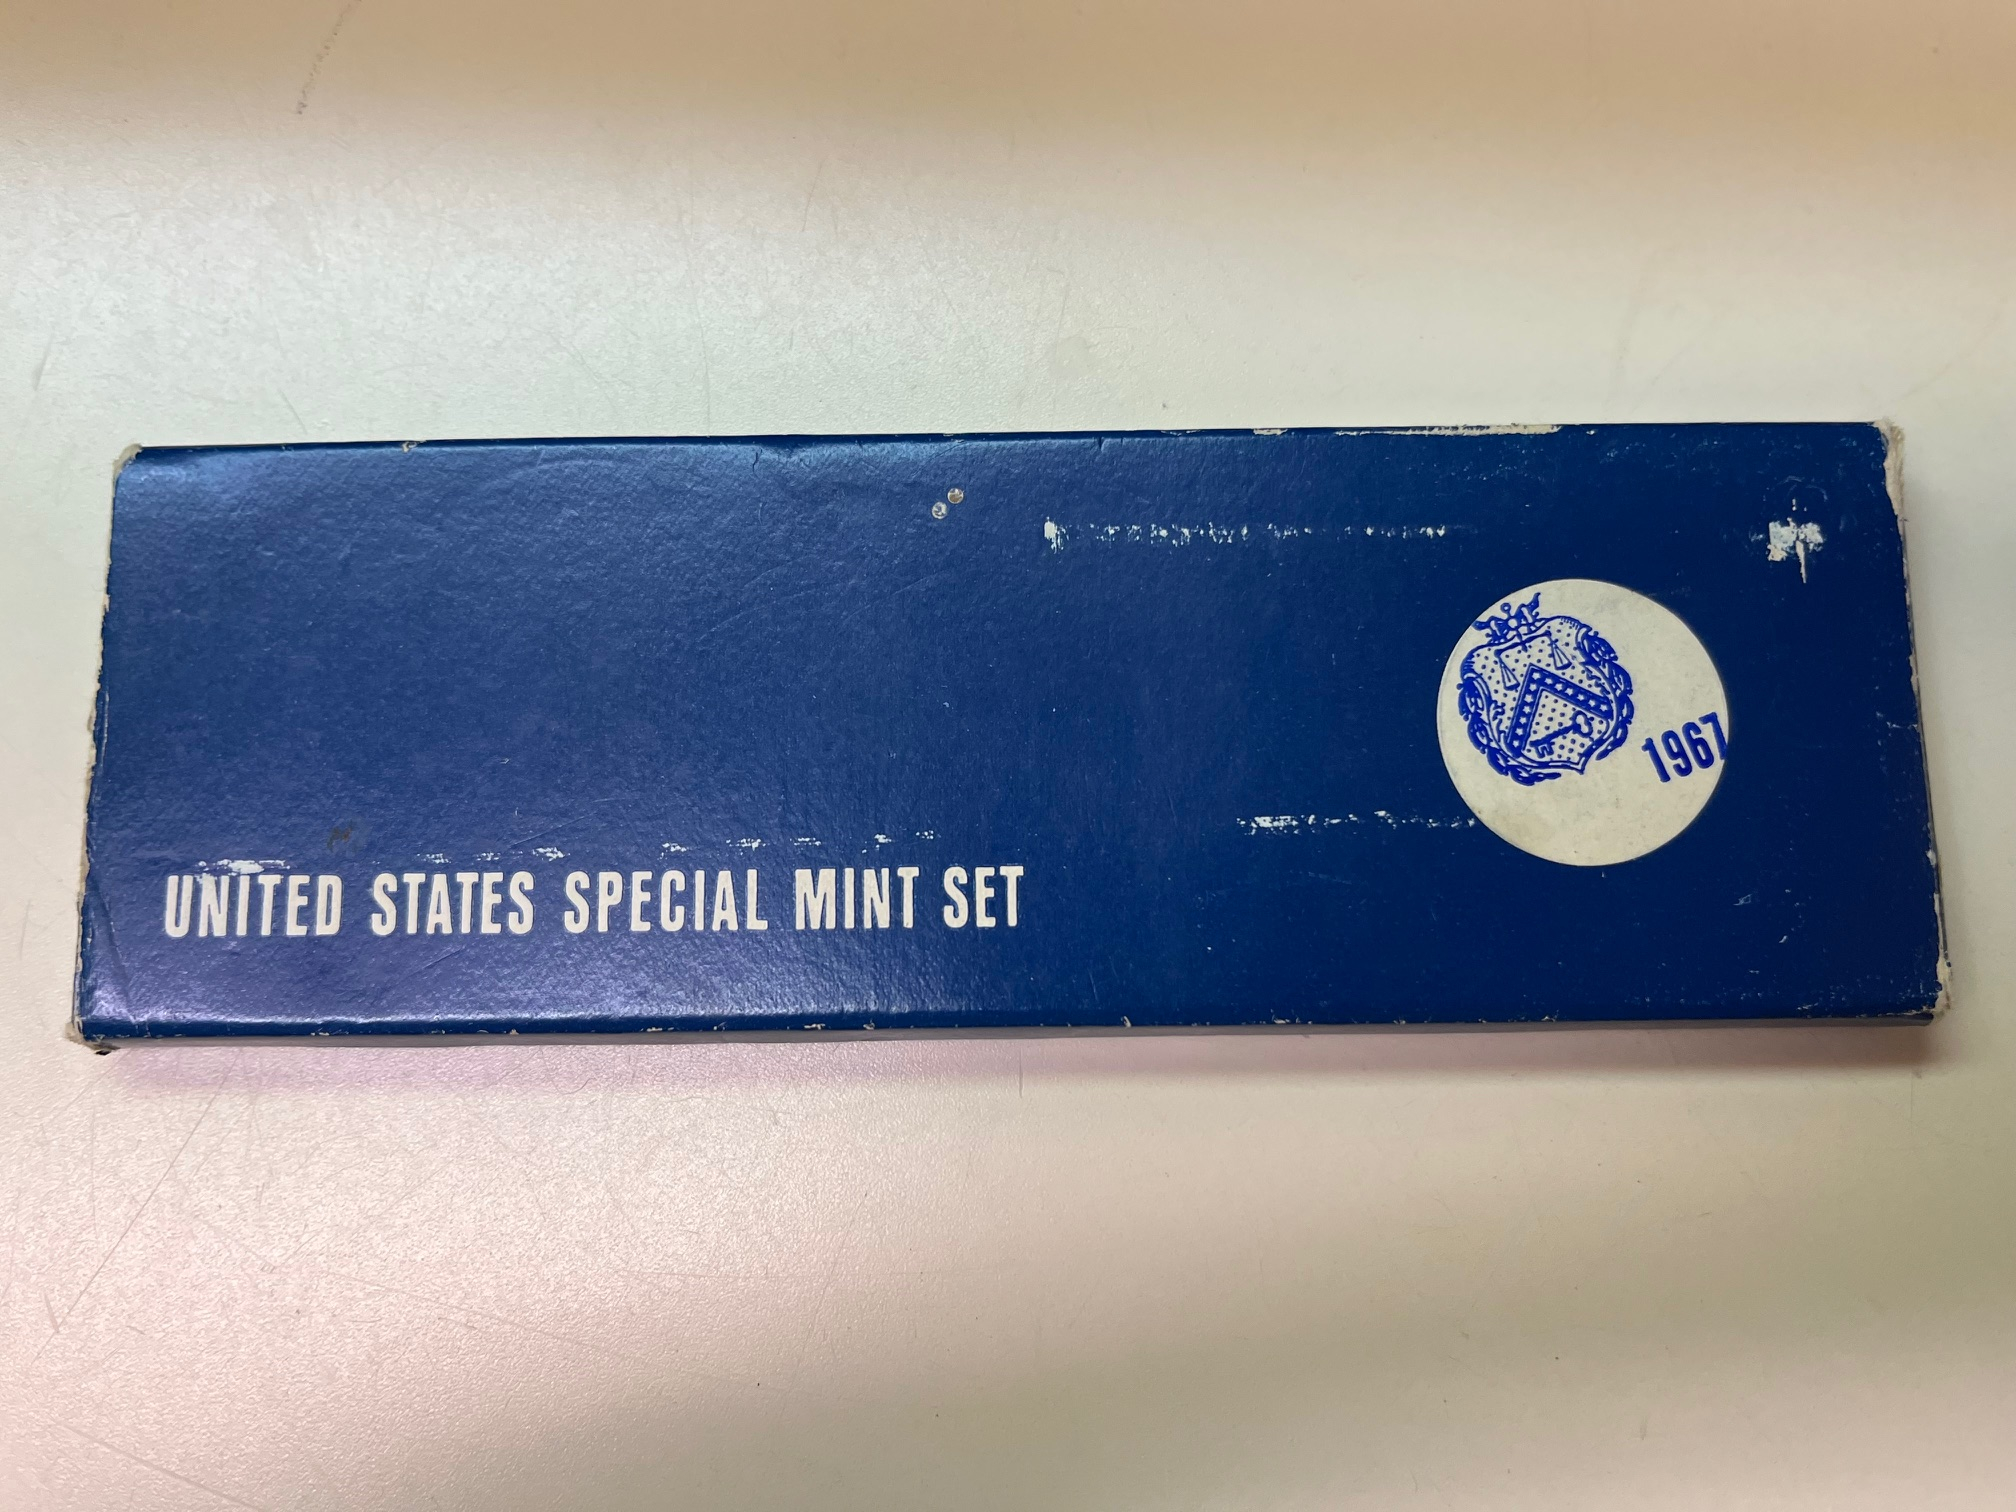 1967
UNITED STATES SPECIAL MINT SET